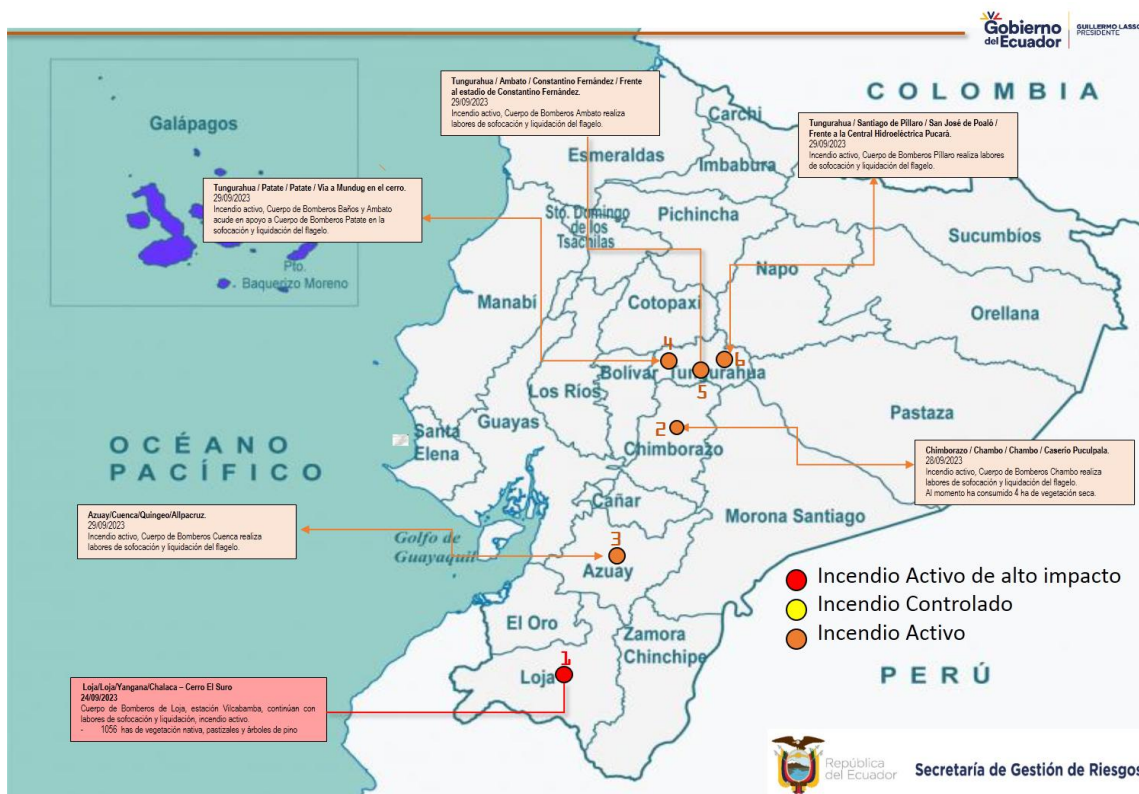 Gobierno
del Ecuador
GUILLERMO LASSO
PRESIDENTE
COLOMBIA
Galápagos
Pto.
Baquerizo Moreno
Tungurahua / Ambato / Constantino Fernández / Frente
al estadio de Constantino Fernández.
29/09/2023
Incendio activo, Cuerpo de Bomberos Ambato realiza
labores de sofocación y liquidación del flagelo.
Tungurahua / Santiago de Píllaro / San José de Poaló /
Frente a la Central Hidroeléctrica Pucará.
29/09/2023
Incendio activo, Cuerpo de Bomberos Píllaro realiza labores
de sofocación y liquidación del flagelo.
Tungurahua / Patate / Patate / Vía a Mundug en el cerro.
29/09/2023
Incendio activo, Cuerpo de Bomberos Baños y Ambato
acude en apoyo a Cuerpo de Bomberos Patate en la
sofocación y liquidación del flagelo.
Carchi
Esmeraldas
Imbabura
Sto. Domingo
de los
Tsáchilas
Pichincha
Sucumbíos
Napo
Manabí
Cotopaxi
Orellana
4
6
Bolívar
Tungurahua
5
Los Ríos
Pastaza
Guayas
2
Santa
Elena
Chimborazo
OCÉANO
PACÍFICO
Chimborazo / Chambo / Chambo / Caserío Puculpala.
28/09/2023
Incendio activo, Cuerpo de Bomberos Chambo realiza
labores de sofocación y liquidación del flagelo.
Al momento ha consumido 4 ha de vegetación seca.
Cañar
Morona Santiago
Azuay/Cuenca/Quingeo/Allpacruz.
29/09/2023
Incendio activo, Cuerpo de Bomberos Cuenca realiza
labores de sofocación y liquidación del flagelo.
Golfo de
Guayaquil
3
Azuay
Incendio Activo de alto impacto
Incendio Controlado
Incendio Activo
El Oro
Zamora
Chinchipe
1
Loja
PERÚ
Loja/Loja/Yangana/Chalaca – Cerro El Suro
24/09/2023
Cuerpo de Bomberos de Loja, estación Vilcabamba, continúan con
labores de sofocación y liquidación, incendio activo.
- 1056 has de vegetación nativa, pastizales y árboles de pino
República
del Ecuador
Secretaría de Gestión de Riesgos